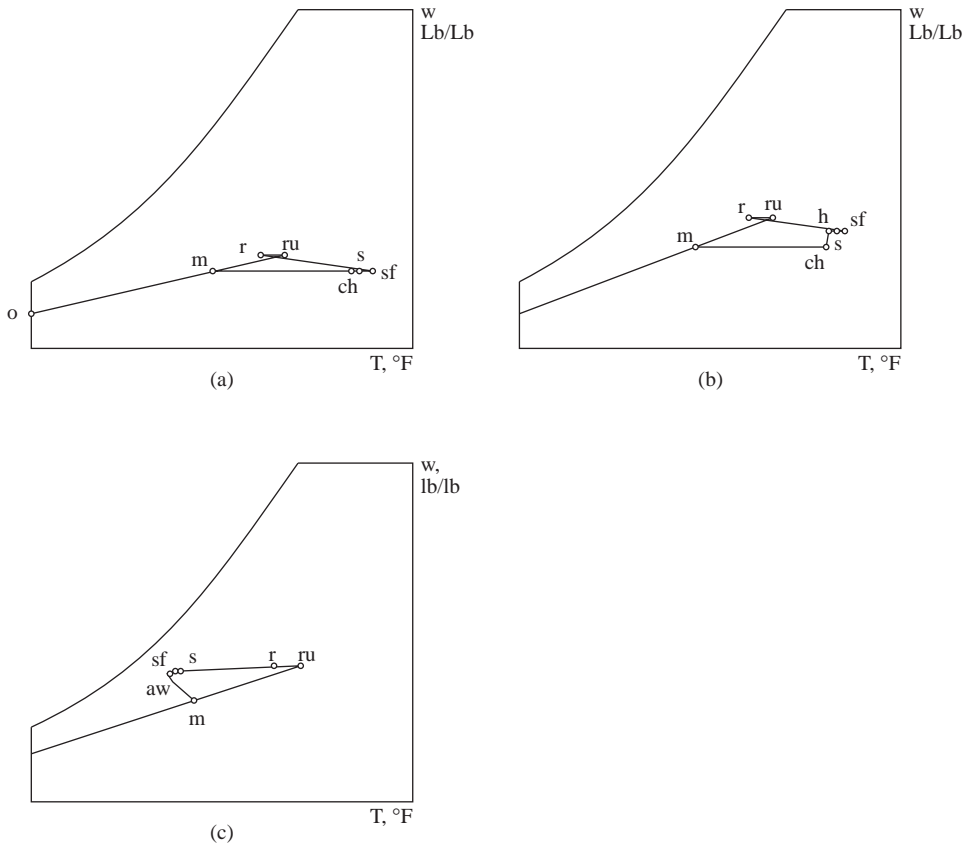 w
Lb/Lb
r
ru
s
m
ch
sf
o
T, °F
(a)
w
Lb/Lb
r
ru
h
sf
m
s
ch
T, °F
(b)
w,
lb/lb
sf
s
r
ru
aw
m
T, °F
(c)